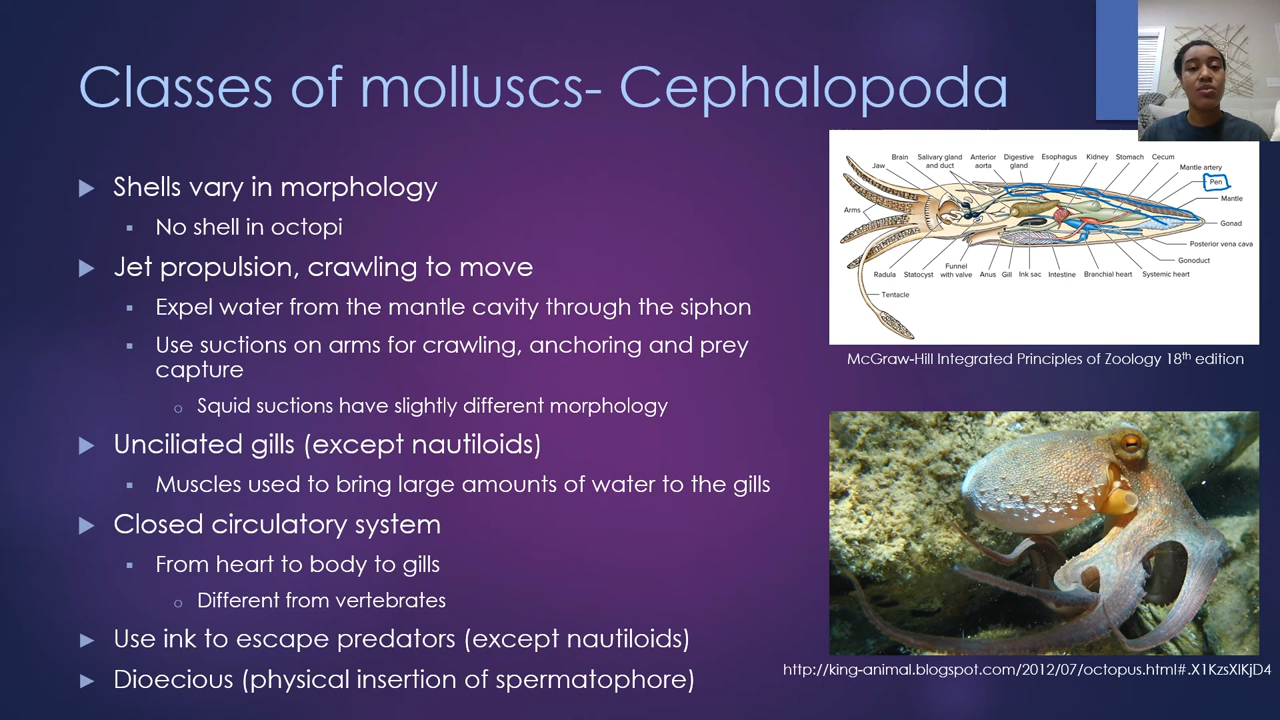 Classes of molluscs- Cephalopoda
Shells vary in morphology
No shell in octopi
Jet propulsion, crawling to move
Expel water from the mantle cavity through the siphon
Use suctions on arms for crawling, anchoring and prey
capture
Squid suctions have slightly different morphology
Unciliated gills (except nautiloids)
Muscles used to bring large amounts of water to the gills
Closed circulatory system
From heart to body to gills
Different from vertebrates
Use ink to escape predators (except nautiloids)
Dioecious (physical insertion of spermatophore)
Jaw
Brain
Salivary gland
and duct
Anterior
aorta
Digestive
gland
Esophagus
Kidney
Stomach
Cecum
Mantle artery
Pen
Mantle
Gonad
Posterior vena cava
Gonoduct
Arms
Radula
Statocyst
Funnel
with valve
Anus
Gill
Ink sac
Intestine
Branchial heart
Systemic heart
Tentacle
McGraw-Hill Integrated Principles of Zoology 18th edition
http://king-animal.blogspot.com/2012/07/octopus.html#.X1KzsXlKjD4